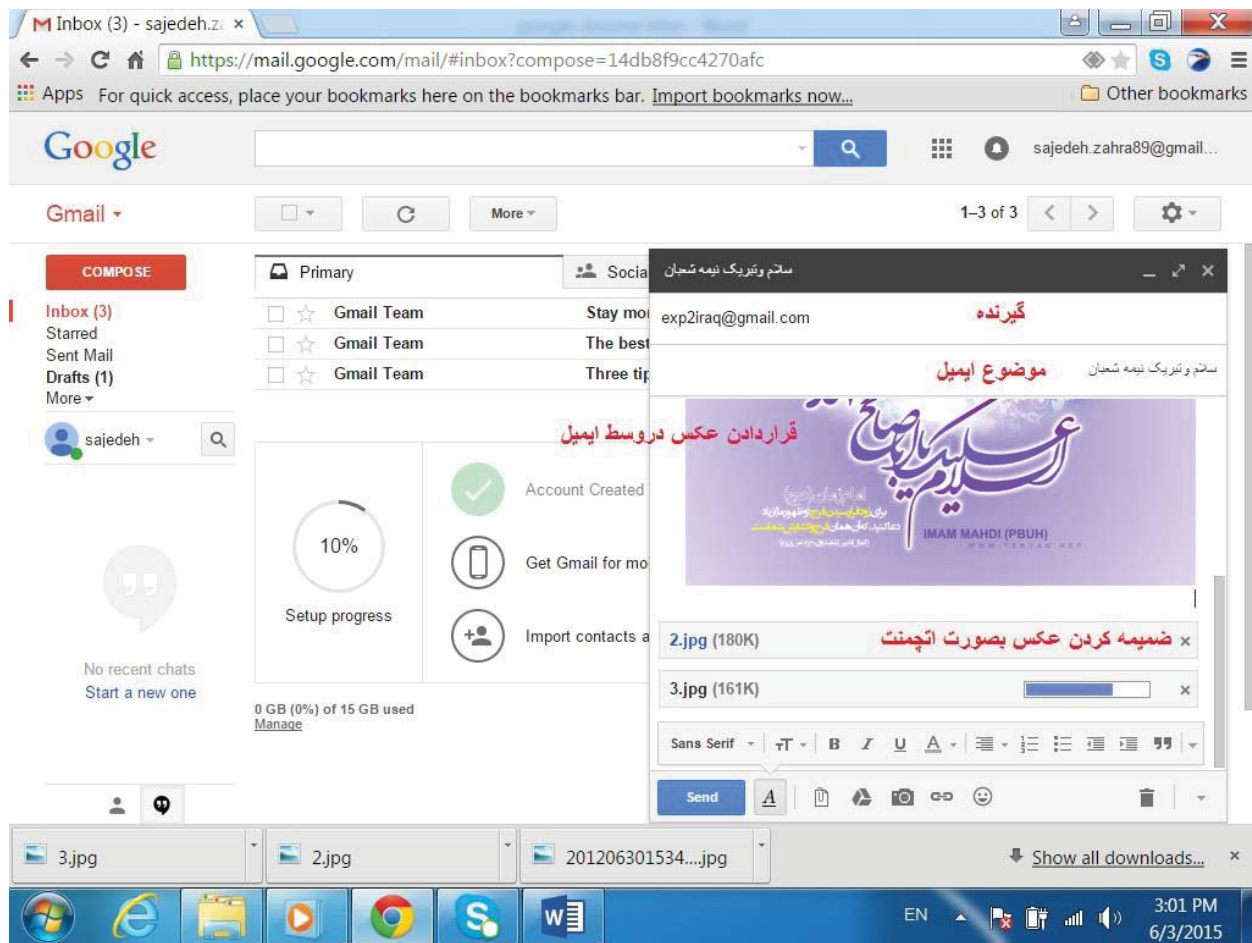 Inbox (3) - sajedeh.za
https://mail.google.com/mail/#inbox?compose=14db8f9cc4270afc
Apps For quick access, place your bookmarks here on the bookmarks bar. Import bookmarks now... Other bookmarks
Google
sajedeh.zahra89@gmail...
Gmail
More
1–3 of 3
COMPOSE
Inbox (3)
Starred
Sent Mail
Drafts (1)
More
sajedeh
No recent chats
Start a new one
Primary
Socia
Gmail Team Stay mo
Gmail Team The best
Gmail Team Three tip
10%
Setup progress
Account Created
Get Gmail for mo
Import contacts a
0 GB (0%) of 15 GB used
Manage
سلام وتبریک نیمه شعبان
exp2iraq@gmail.com گیرنده
سلام و تبریک نیمه شعبان موضوع ایمیل
قراردادن عکس دروسط ایمیل
السلام علیک یا اباصالح
IMAM MAHDI (PBUH)
2.jpg (180K) ضمیمه کردن عکس بصورت اتچمنت
3.jpg (161K)
Sans Serif
Send
3.jpg
2.jpg
201206301534....jpg
Show all downloads...
EN
3:01 PM
6/3/2015